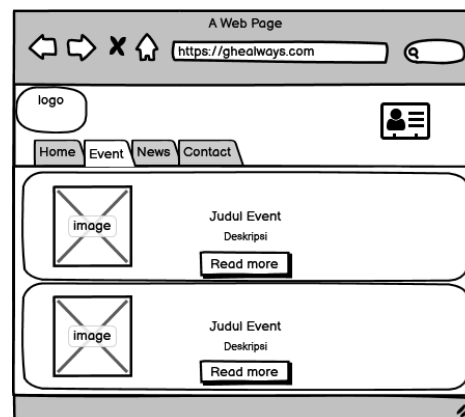 A Web Page
https://ghealways.com
logo
Home Event News Contact
image
Judul Event
Deskripsi
Read more
image
Judul Event
Deskripsi
Read more